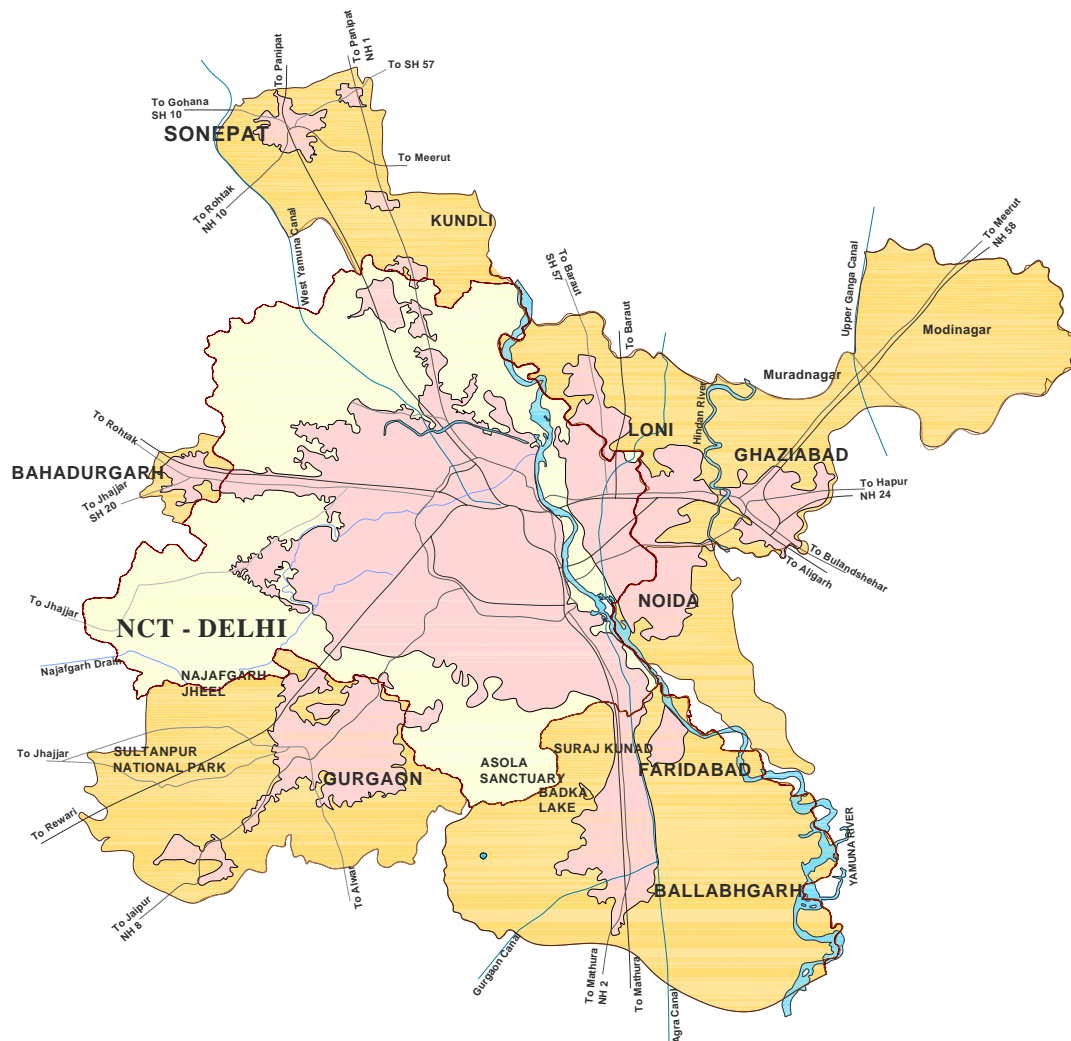 To Panipat
To Panipat
NH 1
To SH 57
To Gohana
SH 10
SONEPAT
To Meerut
To Rohtak
NH 10
KUNDLI
West Yamuna Canal
To Baraut
SH 57
To Baraut
Upper Ganga Canal
To Meerut
NH 58
Modinagar
Muradnagar
Hindan River
LONI
GHAZIABAD
To Rohtak
BAHADURGARH
To Jhajjar
SH 20
To Hapur
NH 24
To Bulandshehar
To Aligarh
NOIDA
To Jhajjar
NCT - DELHI
Najafgarh Drain
NAJAFGARH
JHEEL
To Jhajjar
SULTANPUR
NATIONAL PARK
GURGAON
SURAJ KUNAD
ASOLA
SANCTUARY
FARIDABAD
BADKA
LAKE
To Rewari
YAMUNA RIVER
To Alwar
BALLABHGARH
To Jaipur
NH 8
Gurgaon Canal
To Mathura
NH 2
To Mathura
Agra Canal